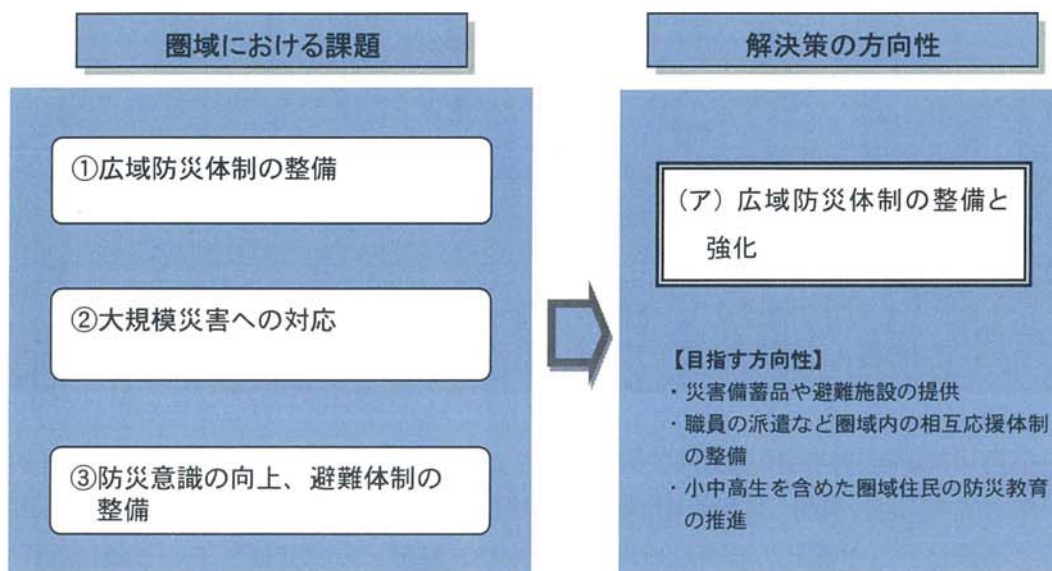 圏域における課題
①広域防災体制の整備
②大規模災害への対応
③防災意識の向上、避難体制の
整備
解決策の方向性
（ア）広域防災体制の整備と
強化
【目指す方向性】
・災害備蓄品や避難施設の提供
・職員の派遣など圏域内の相互応援体制
の整備
・小中高生を含めた圏域住民の防災教育
の推進